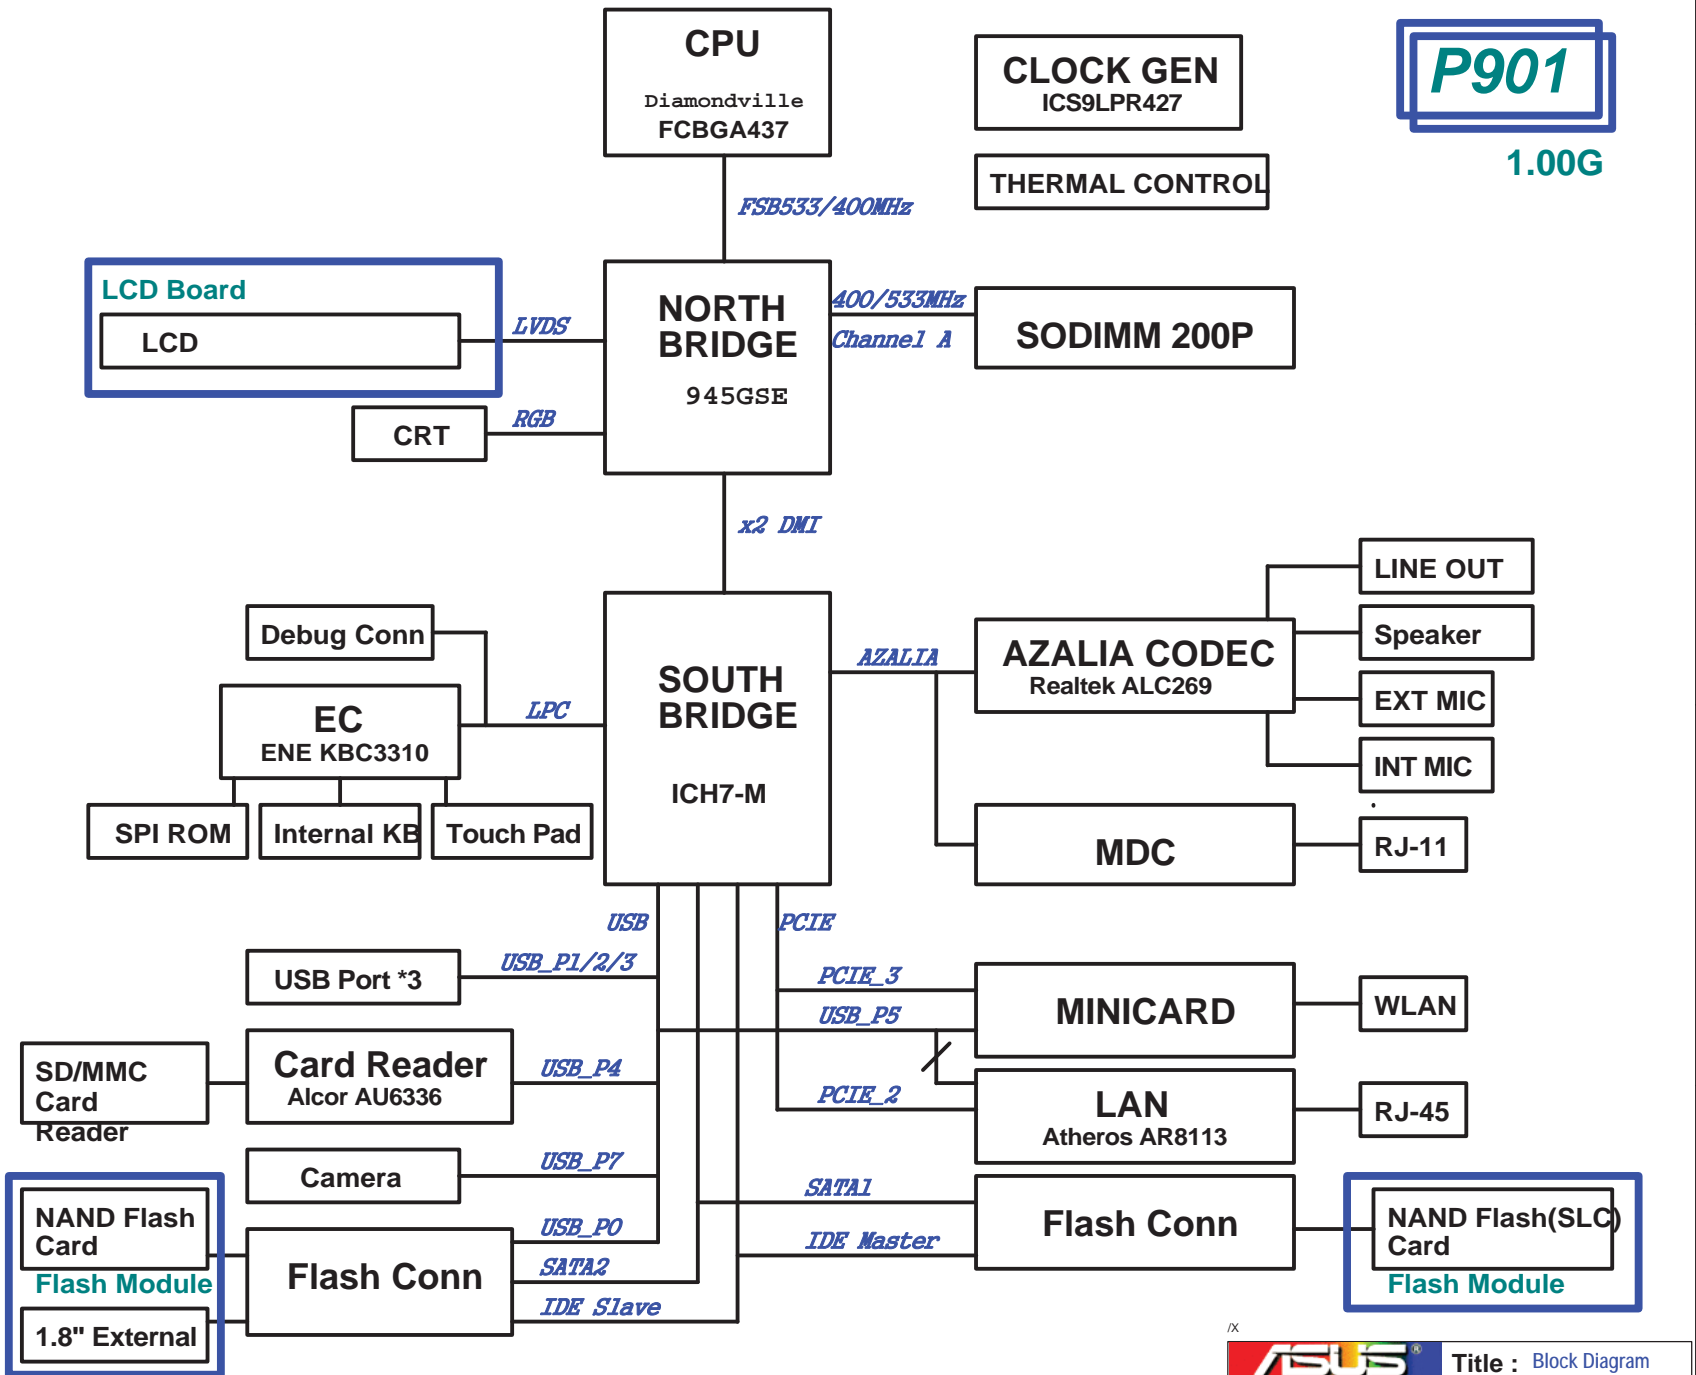 CPU
Diamondville
FCBGA437
CLOCK GEN
ICS9LPR427
P901
1.00G
THERMAL CONTROL
FSB533/400MHz
LCD Board
LCD
LVDS
NORTH
BRIDGE
945GSE
400/533MHz
Channel A
SODIMM 200P
CRT
RGB
x2 DMI
LINE OUT
Debug Conn
Speaker
AZALIA
AZALIA CODEC
Realtek ALC269
SOUTH
BRIDGE
ICH7-M
EXT MIC
EC
ENE KBC3310
LPC
INT MIC
.
SPI ROM
Internal KB
Touch Pad
MDC
RJ-11
USB
PCIE
USB Port *3
USB_P1/2/3
PCIE_3
USB_P5
MINICARD
WLAN
SD/MMC
Card
Reader
Card Reader
Alcor AU6336
USB_P4
PCIE_2
LAN
Atheros AR8113
RJ-45
Camera
USB_P7
SATA1
Flash Conn
IDE Master
NAND Flash(SLC)
Card
Flash Module
NAND Flash
Card
Flash Module
1.8" External
Flash Conn
USB_P0
SATA2
IDE Slave
/X
ASUS®
Title : Block Diagram